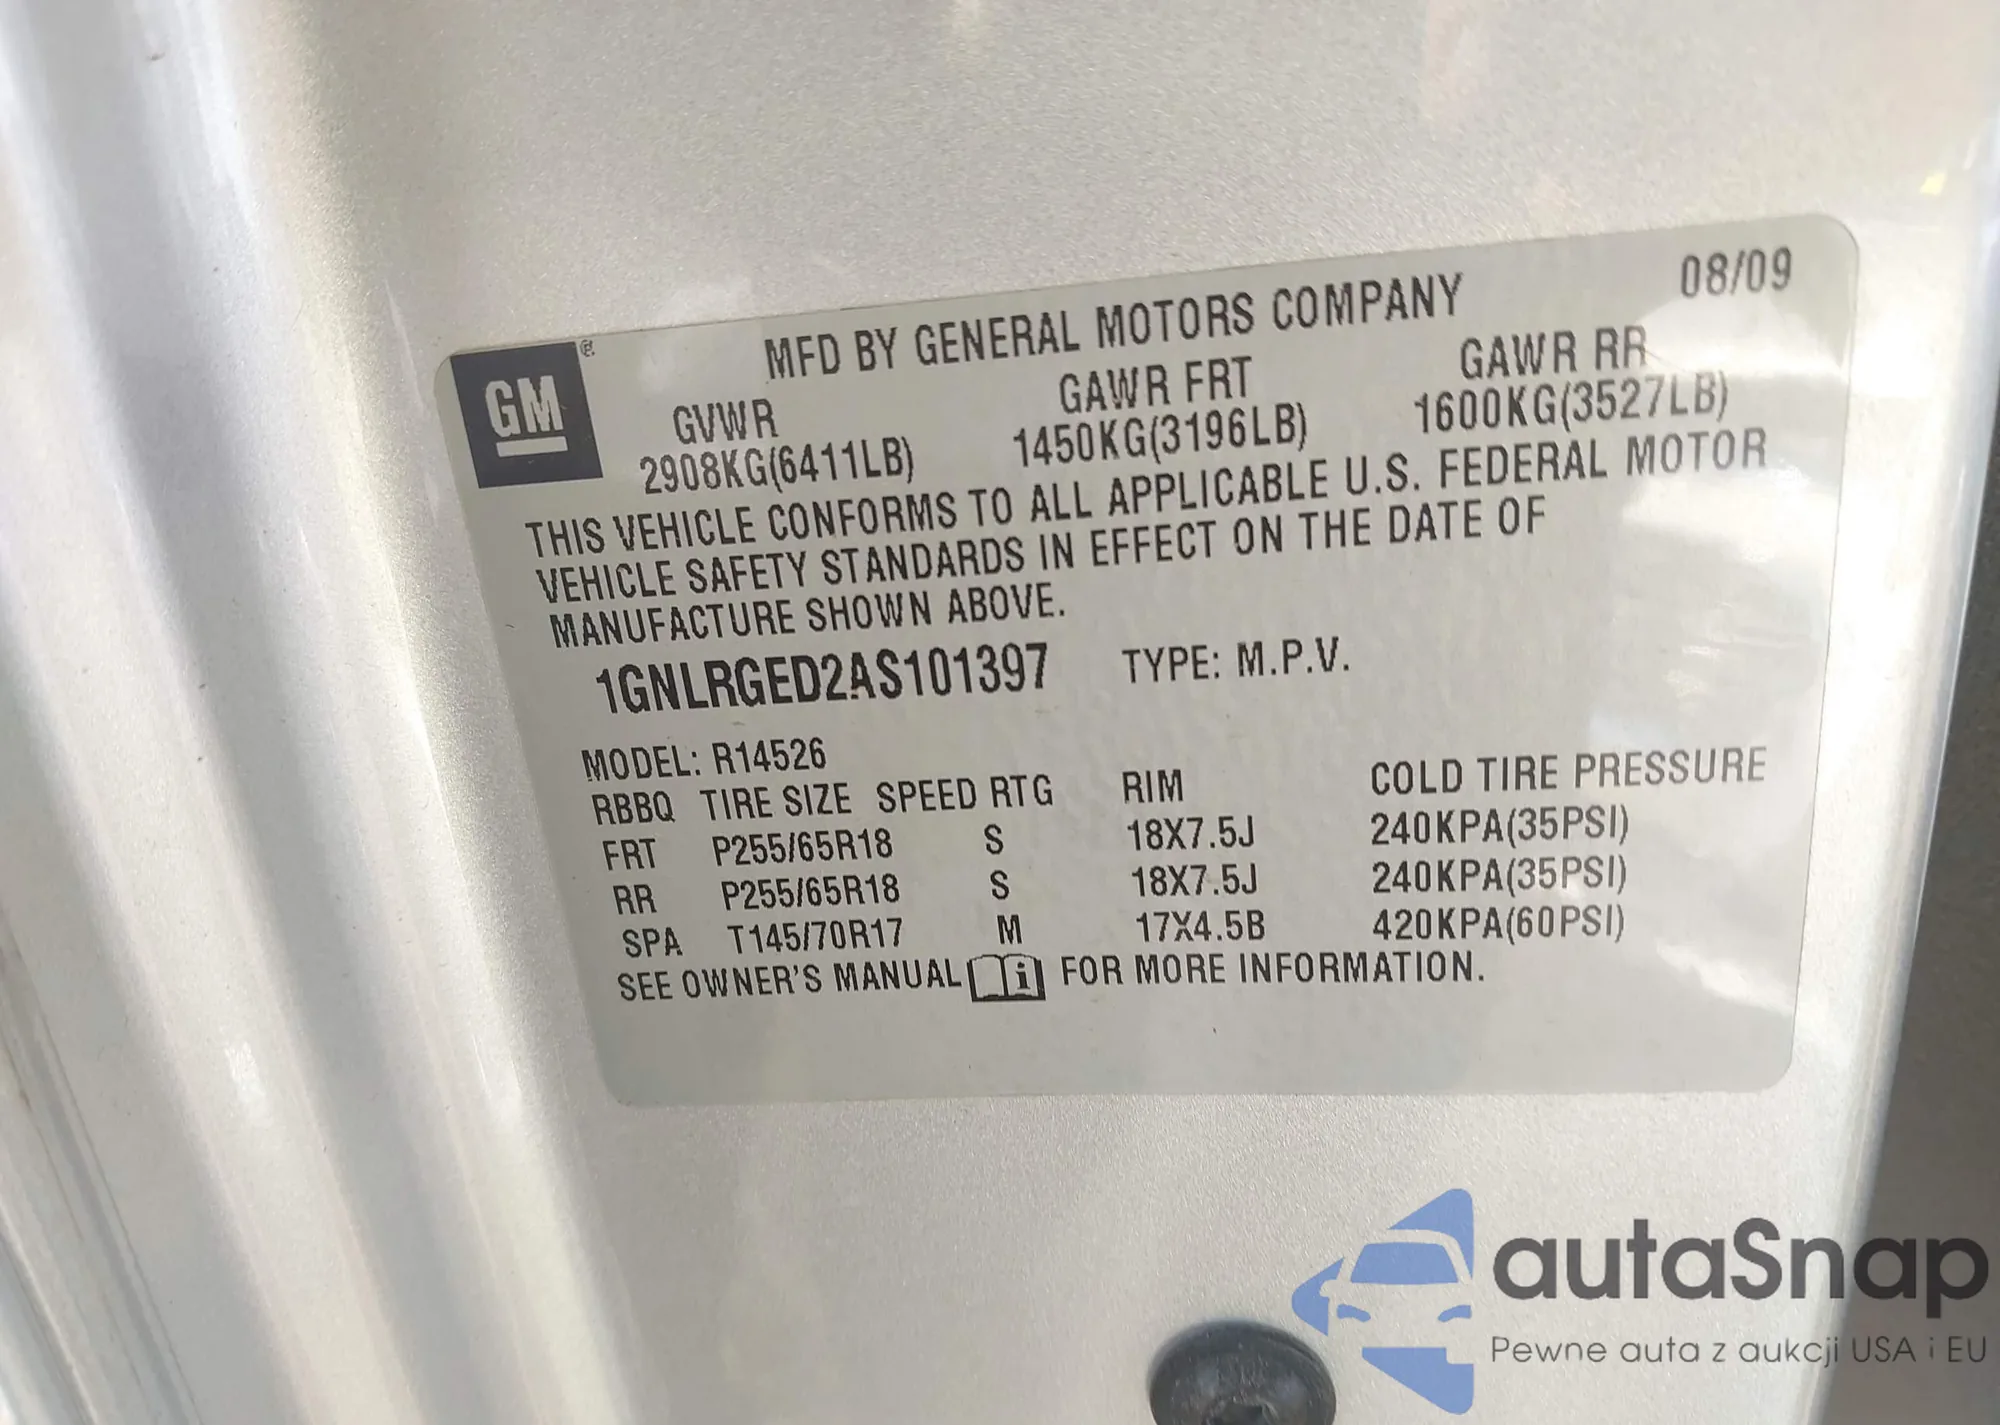 MFD BY GENERAL MOTORS COMPANY 08/09
GM ®
GVWR GAWR FRT GAWR RR
2908KG(6411LB) 1450KG(3196LB) 1600KG(3527LB)
THIS VEHICLE CONFORMS TO ALL APPLICABLE U.S. FEDERAL MOTOR
VEHICLE SAFETY STANDARDS IN EFFECT ON THE DATE OF
MANUFACTURE SHOWN ABOVE.
1GNLRGED2AS101397 TYPE: M.P.V.
MODEL: R14526
RBBQ TIRE SIZE SPEED RTG RIM COLD TIRE PRESSURE
FRT P255/65R18 S 18X7.5J 240KPA(35PSI)
RR P255/65R18 S 18X7.5J 240KPA(35PSI)
SPA T145/70R17 M 17X4.5B 420KPA(60PSI)
SEE OWNER'S MANUAL i FOR MORE INFORMATION.
autaSnap
Pewne auta z aukcji USA i EU